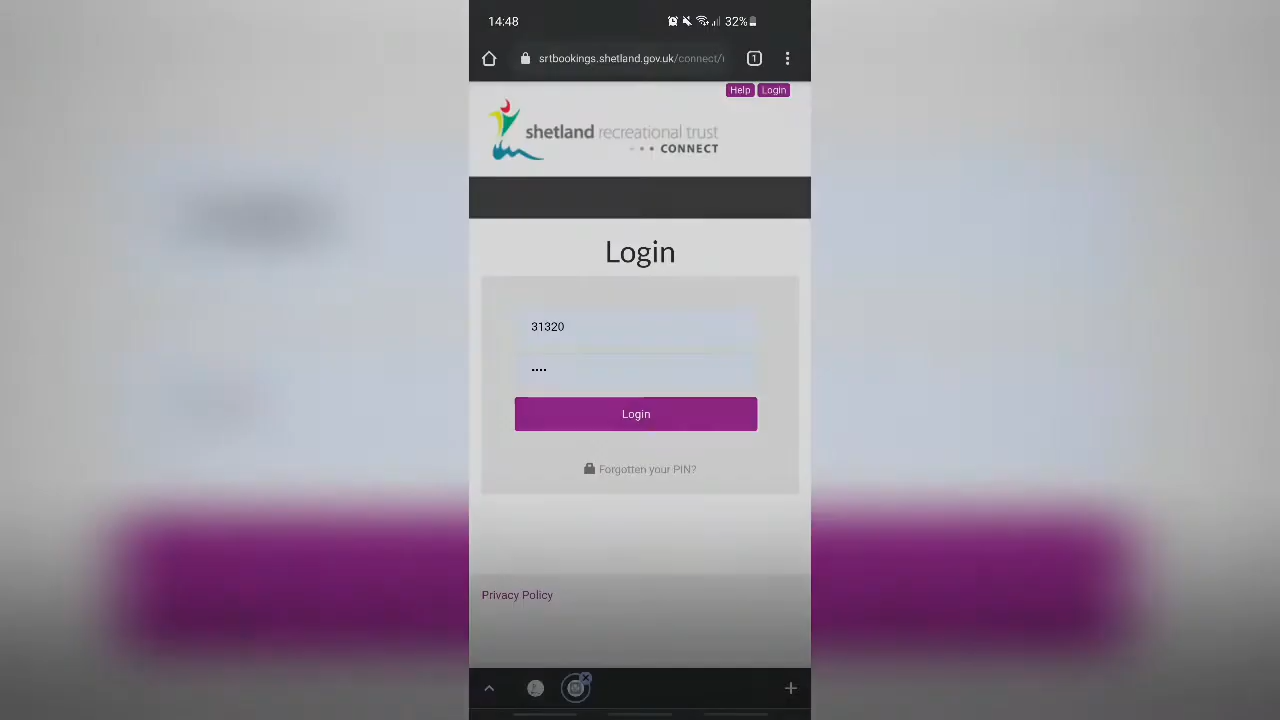 14:48
32%
srtbookings.shetland.gov.uk/connect/
1
Help
Login
shetland recreational trust
CONNECT
Login
31320
••••
Login
Forgotten your PIN?
Privacy Policy